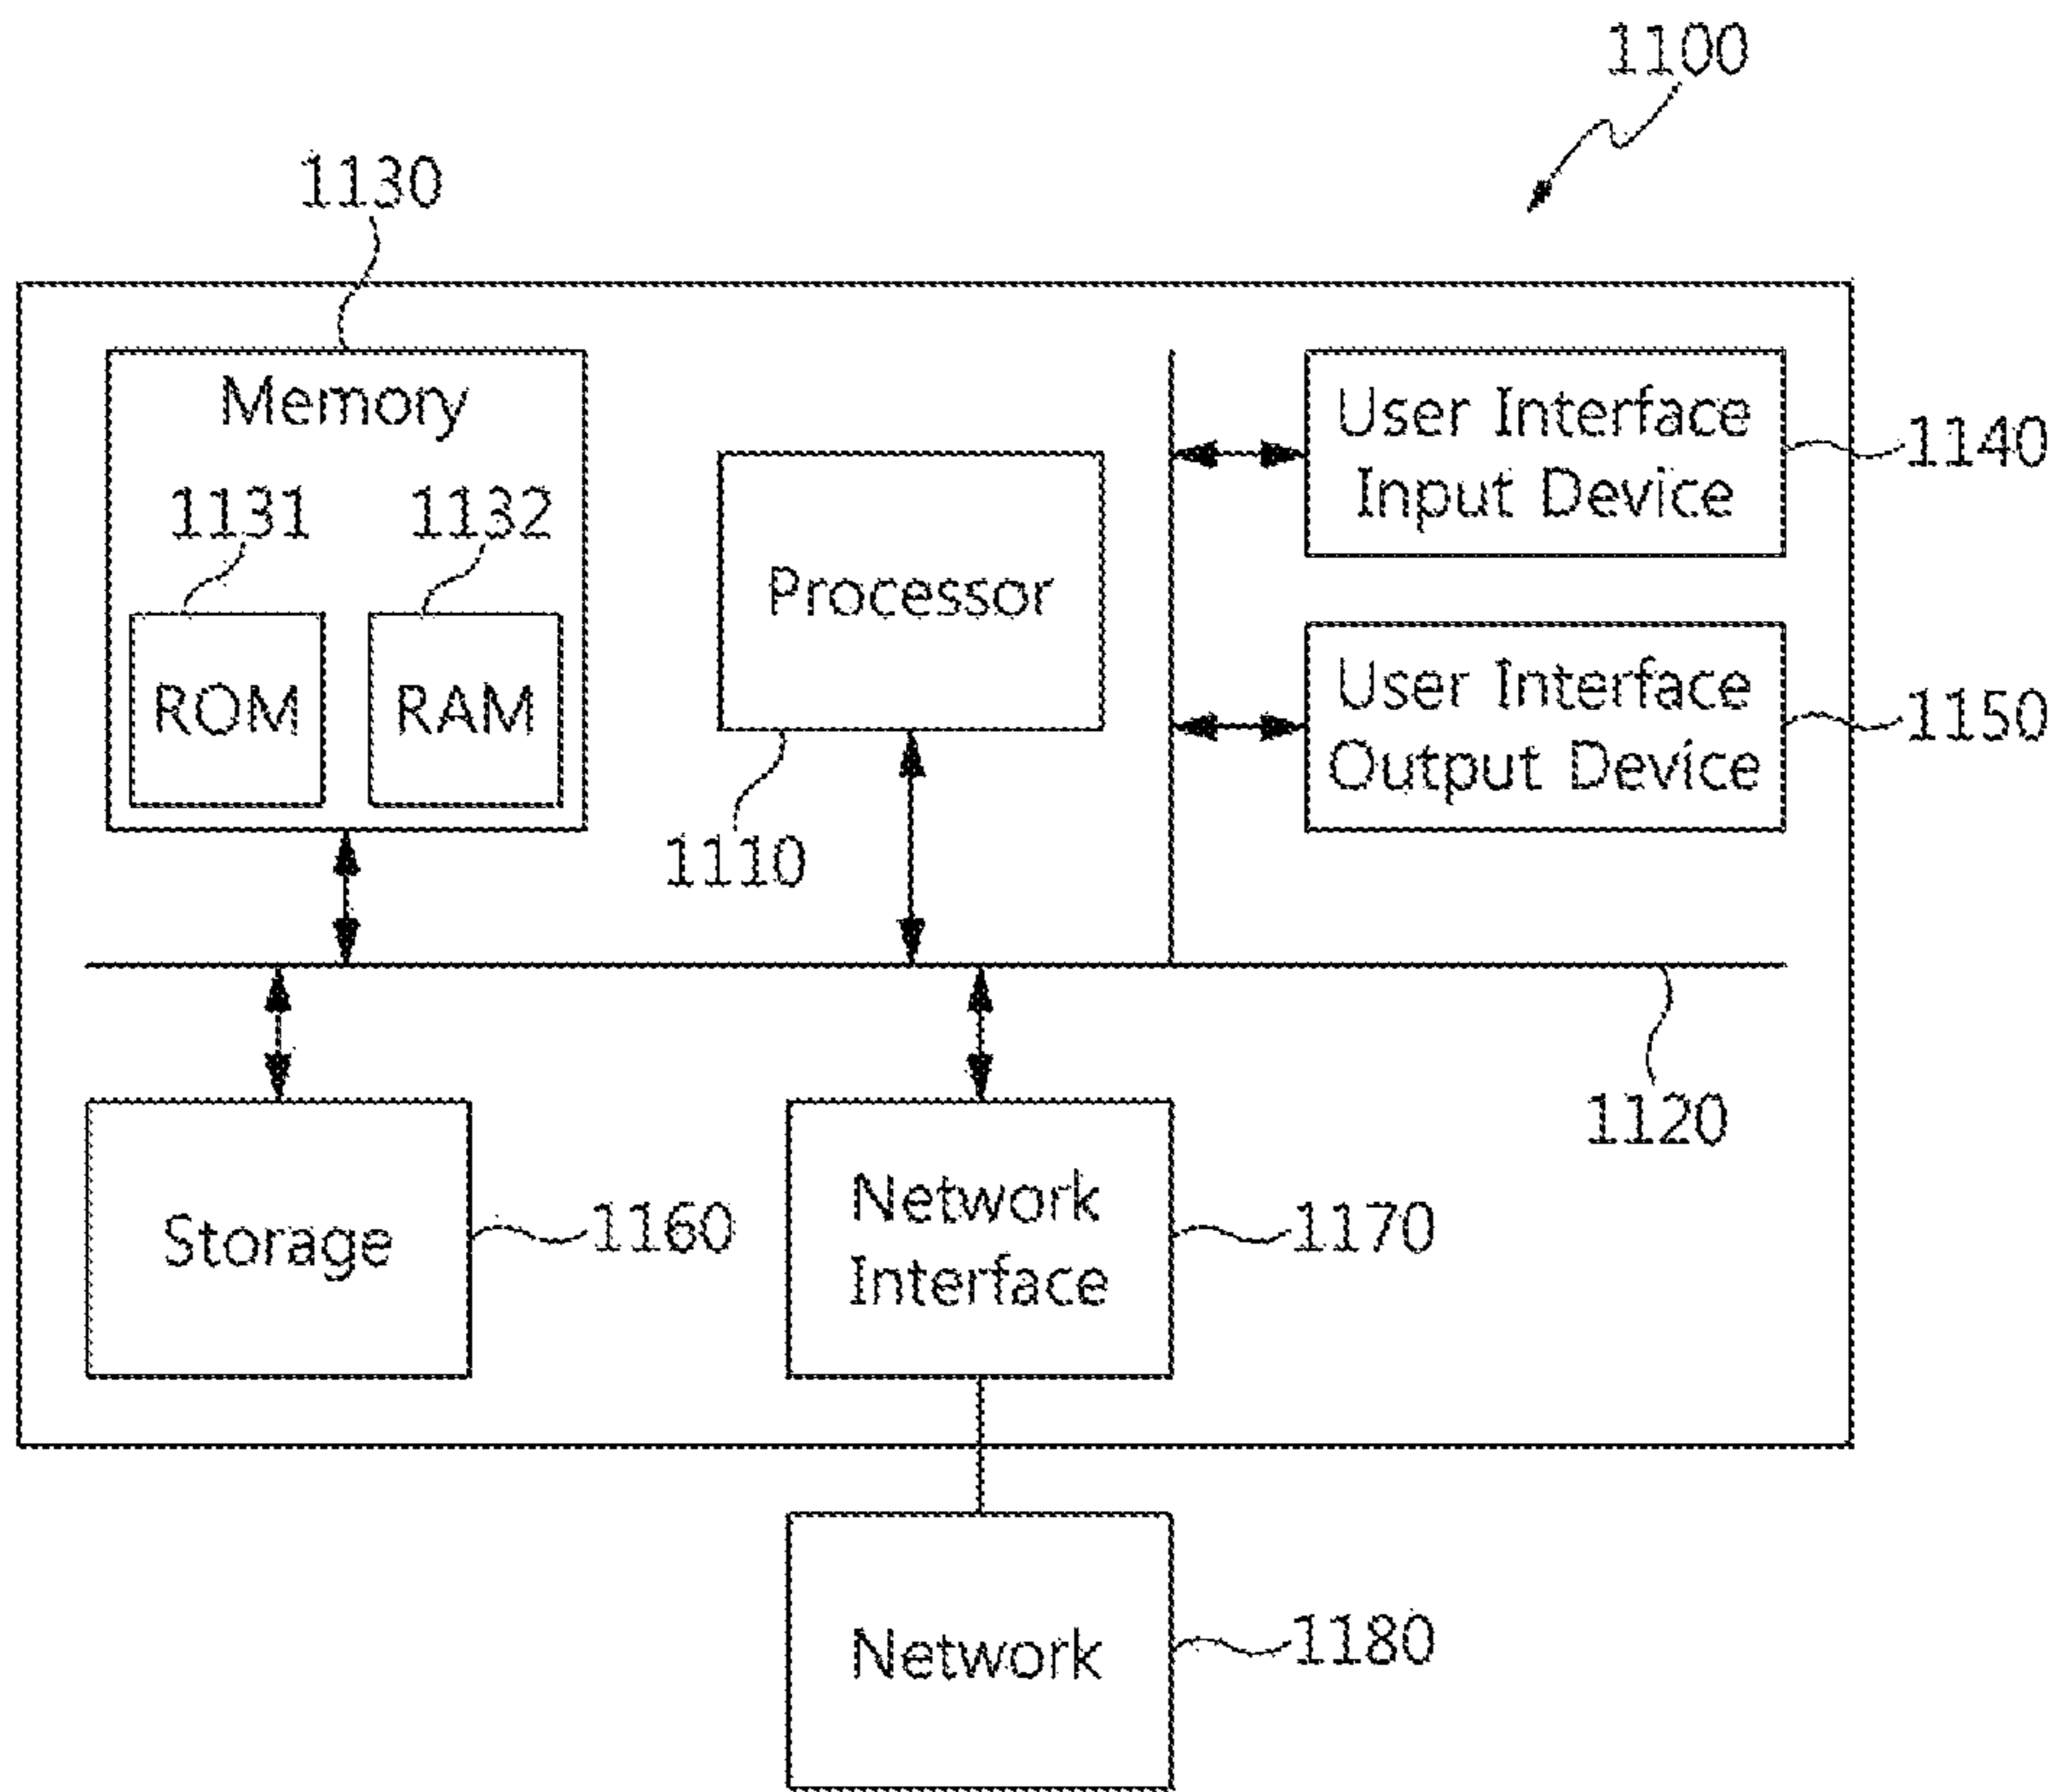 1100
1130
Memory
1131
1132
ROM
RAM
Processor
1110
User Interface
Input Device
1140
User Interface
Output Device
1150
1120
Storage
1160
Network
Interface
1170
Network
1180